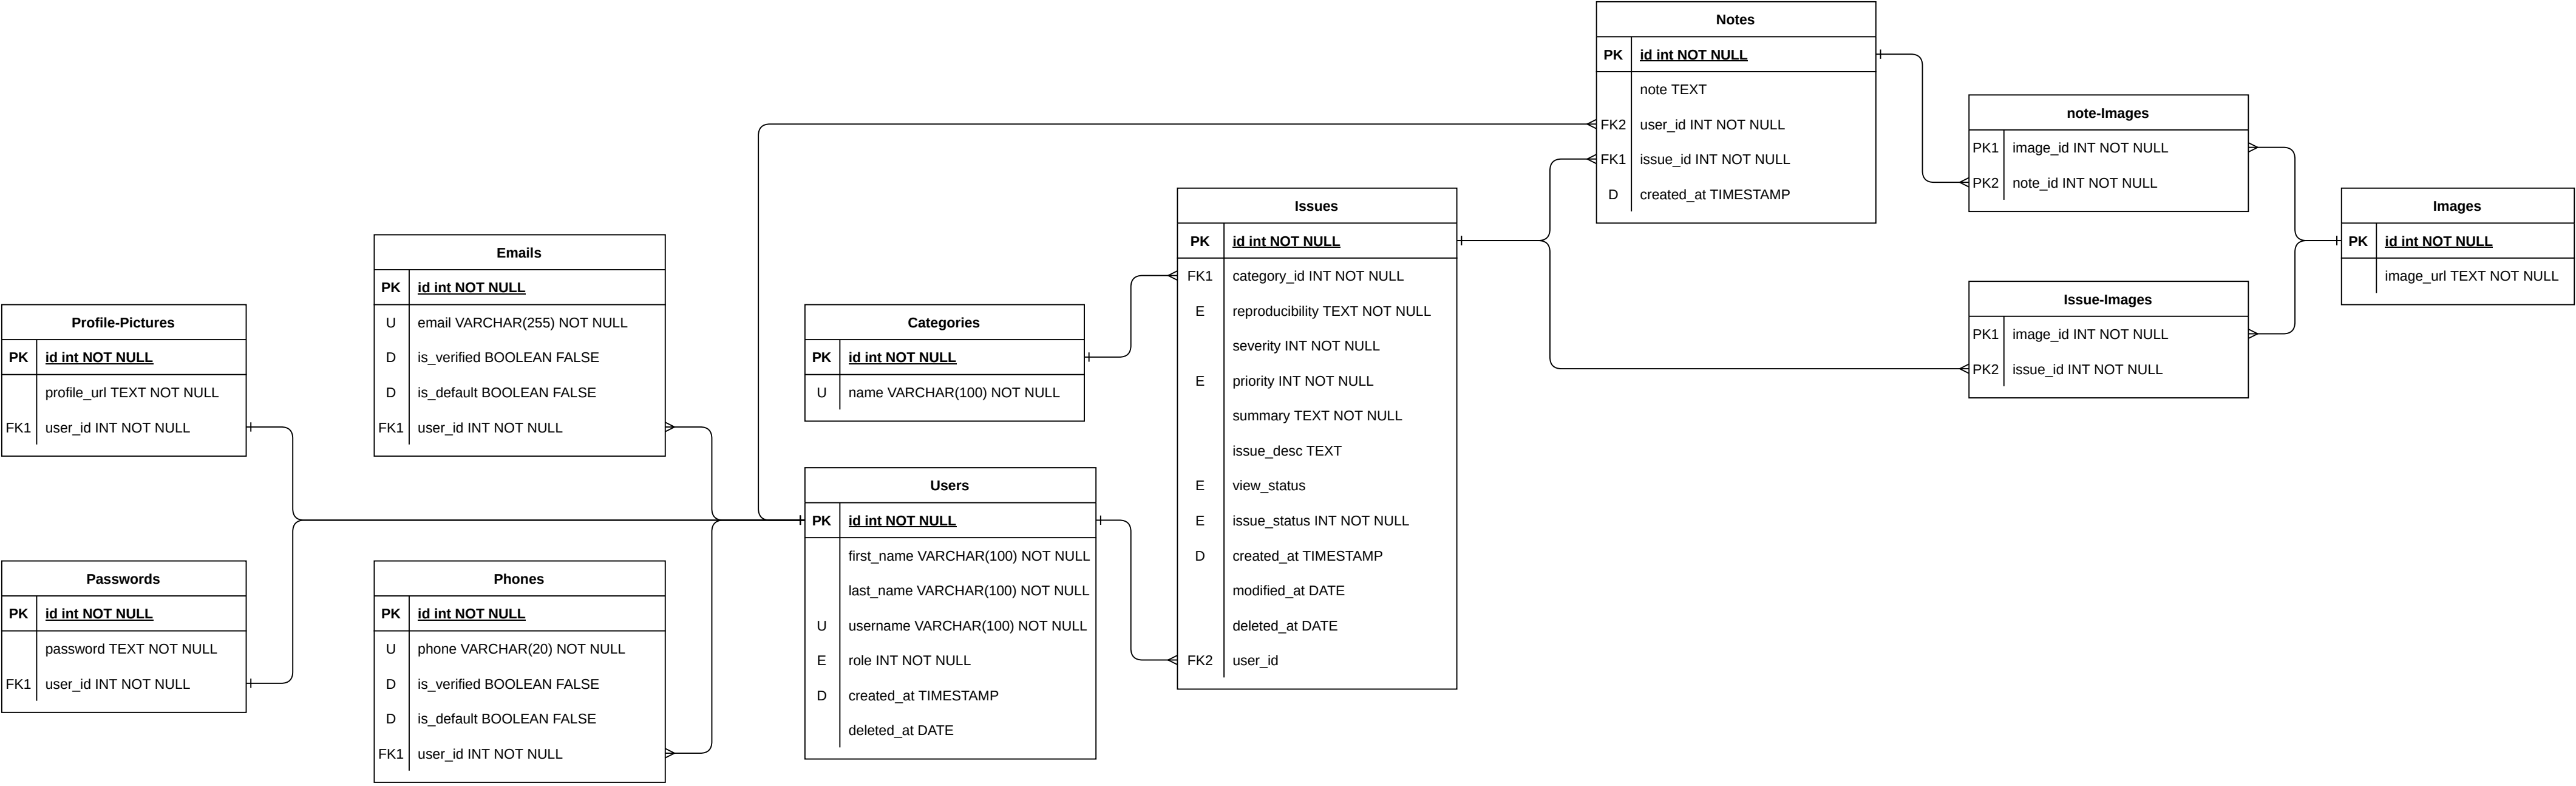 Notes
PK id int NOT NULL
note TEXT
FK2 user_id INT NOT NULL
FK1 issue_id INT NOT NULL
D created_at TIMESTAMP
note-Images
PK1 image_id INT NOT NULL
PK2 note_id INT NOT NULL
Issues
PK id int NOT NULL
FK1 category_id INT NOT NULL
E reproducibility TEXT NOT NULL
severity INT NOT NULL
E priority INT NOT NULL
summary TEXT NOT NULL
issue_desc TEXT
E view_status
E issue_status INT NOT NULL
D created_at TIMESTAMP
modified_at DATE
deleted_at DATE
FK2 user_id
Images
PK id int NOT NULL
image_url TEXT NOT NULL
Emails
PK id int NOT NULL
U email VARCHAR(255) NOT NULL
D is_verified BOOLEAN FALSE
D is_default BOOLEAN FALSE
FK1 user_id INT NOT NULL
Issue-Images
PK1 image_id INT NOT NULL
PK2 issue_id INT NOT NULL
Profile-Pictures
PK id int NOT NULL
profile_url TEXT NOT NULL
FK1 user_id INT NOT NULL
Categories
PK id int NOT NULL
U name VARCHAR(100) NOT NULL
Users
PK id int NOT NULL
first_name VARCHAR(100) NOT NULL
last_name VARCHAR(100) NOT NULL
U username VARCHAR(100) NOT NULL
E role INT NOT NULL
D created_at TIMESTAMP
deleted_at DATE
Passwords
PK id int NOT NULL
password TEXT NOT NULL
FK1 user_id INT NOT NULL
Phones
PK id int NOT NULL
U phone VARCHAR(20) NOT NULL
D is_verified BOOLEAN FALSE
D is_default BOOLEAN FALSE
FK1 user_id INT NOT NULL